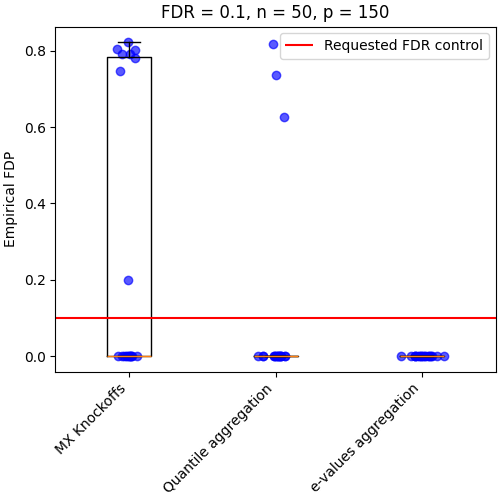 FDR = 0.1, n = 50, p = 150
Requested FDR control
Empirical FDP
0.8
0.6
0.4
0.2
0.0
MX Knockoffs
Quantile aggregation
e-values aggregation